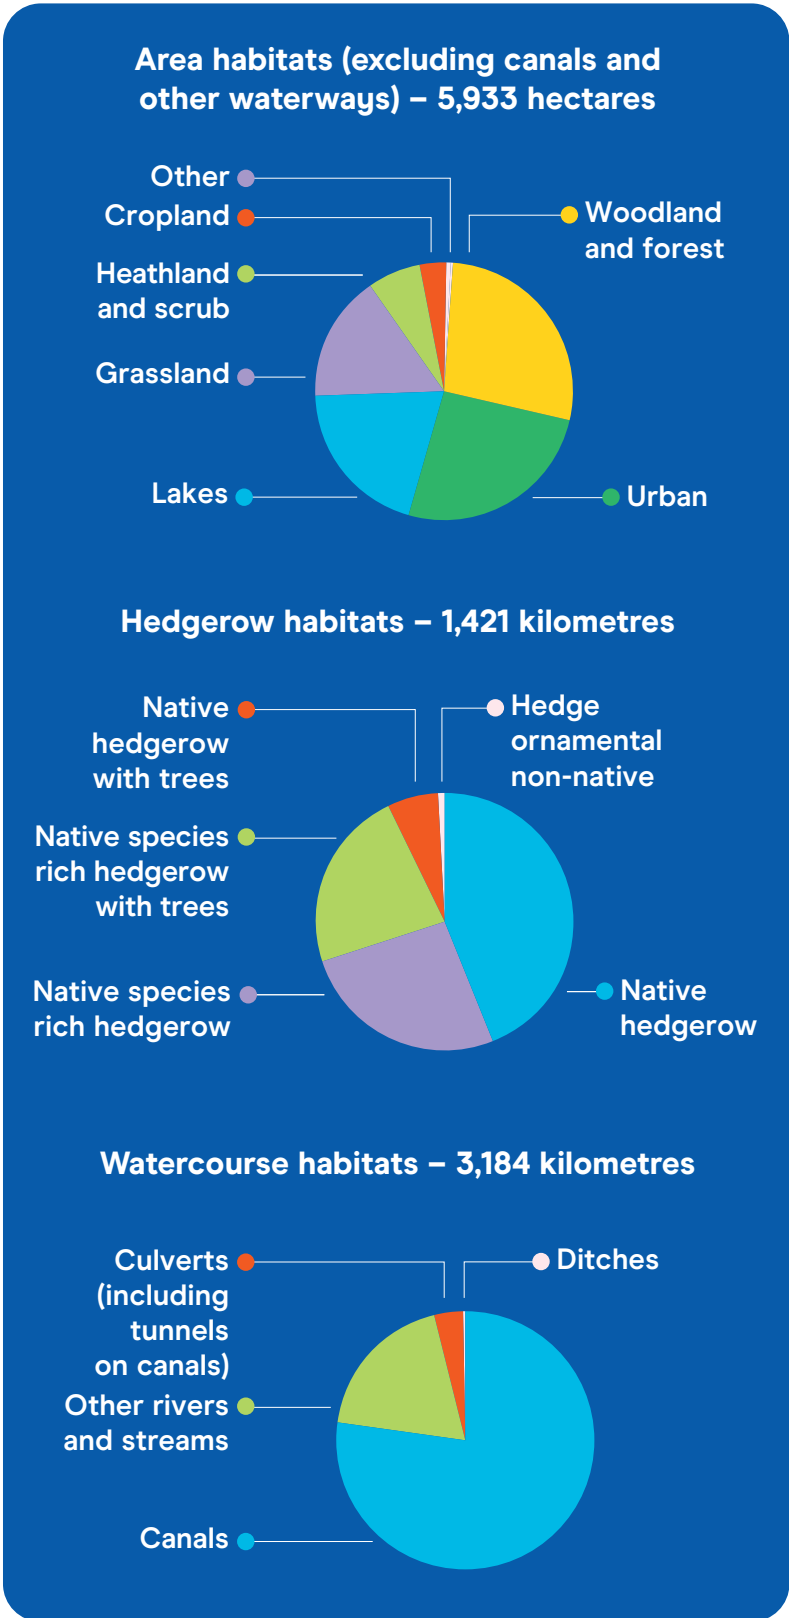 Area habitats (excluding canals and
other waterways) – 5,933 hectares
Other
Cropland
Woodland
and forest
Heathland
and scrub
Grassland
Lakes
Urban
Hedgerow habitats – 1,421 kilometres
Native
hedgerow
with trees
Hedge
ornamental
non-native
Native species
rich hedgerow
with trees
Native species
rich hedgerow
Native
hedgerow
Watercourse habitats – 3,184 kilometres
Culverts
(including
tunnels
on canals)
Ditches
Other rivers
and streams
Canals